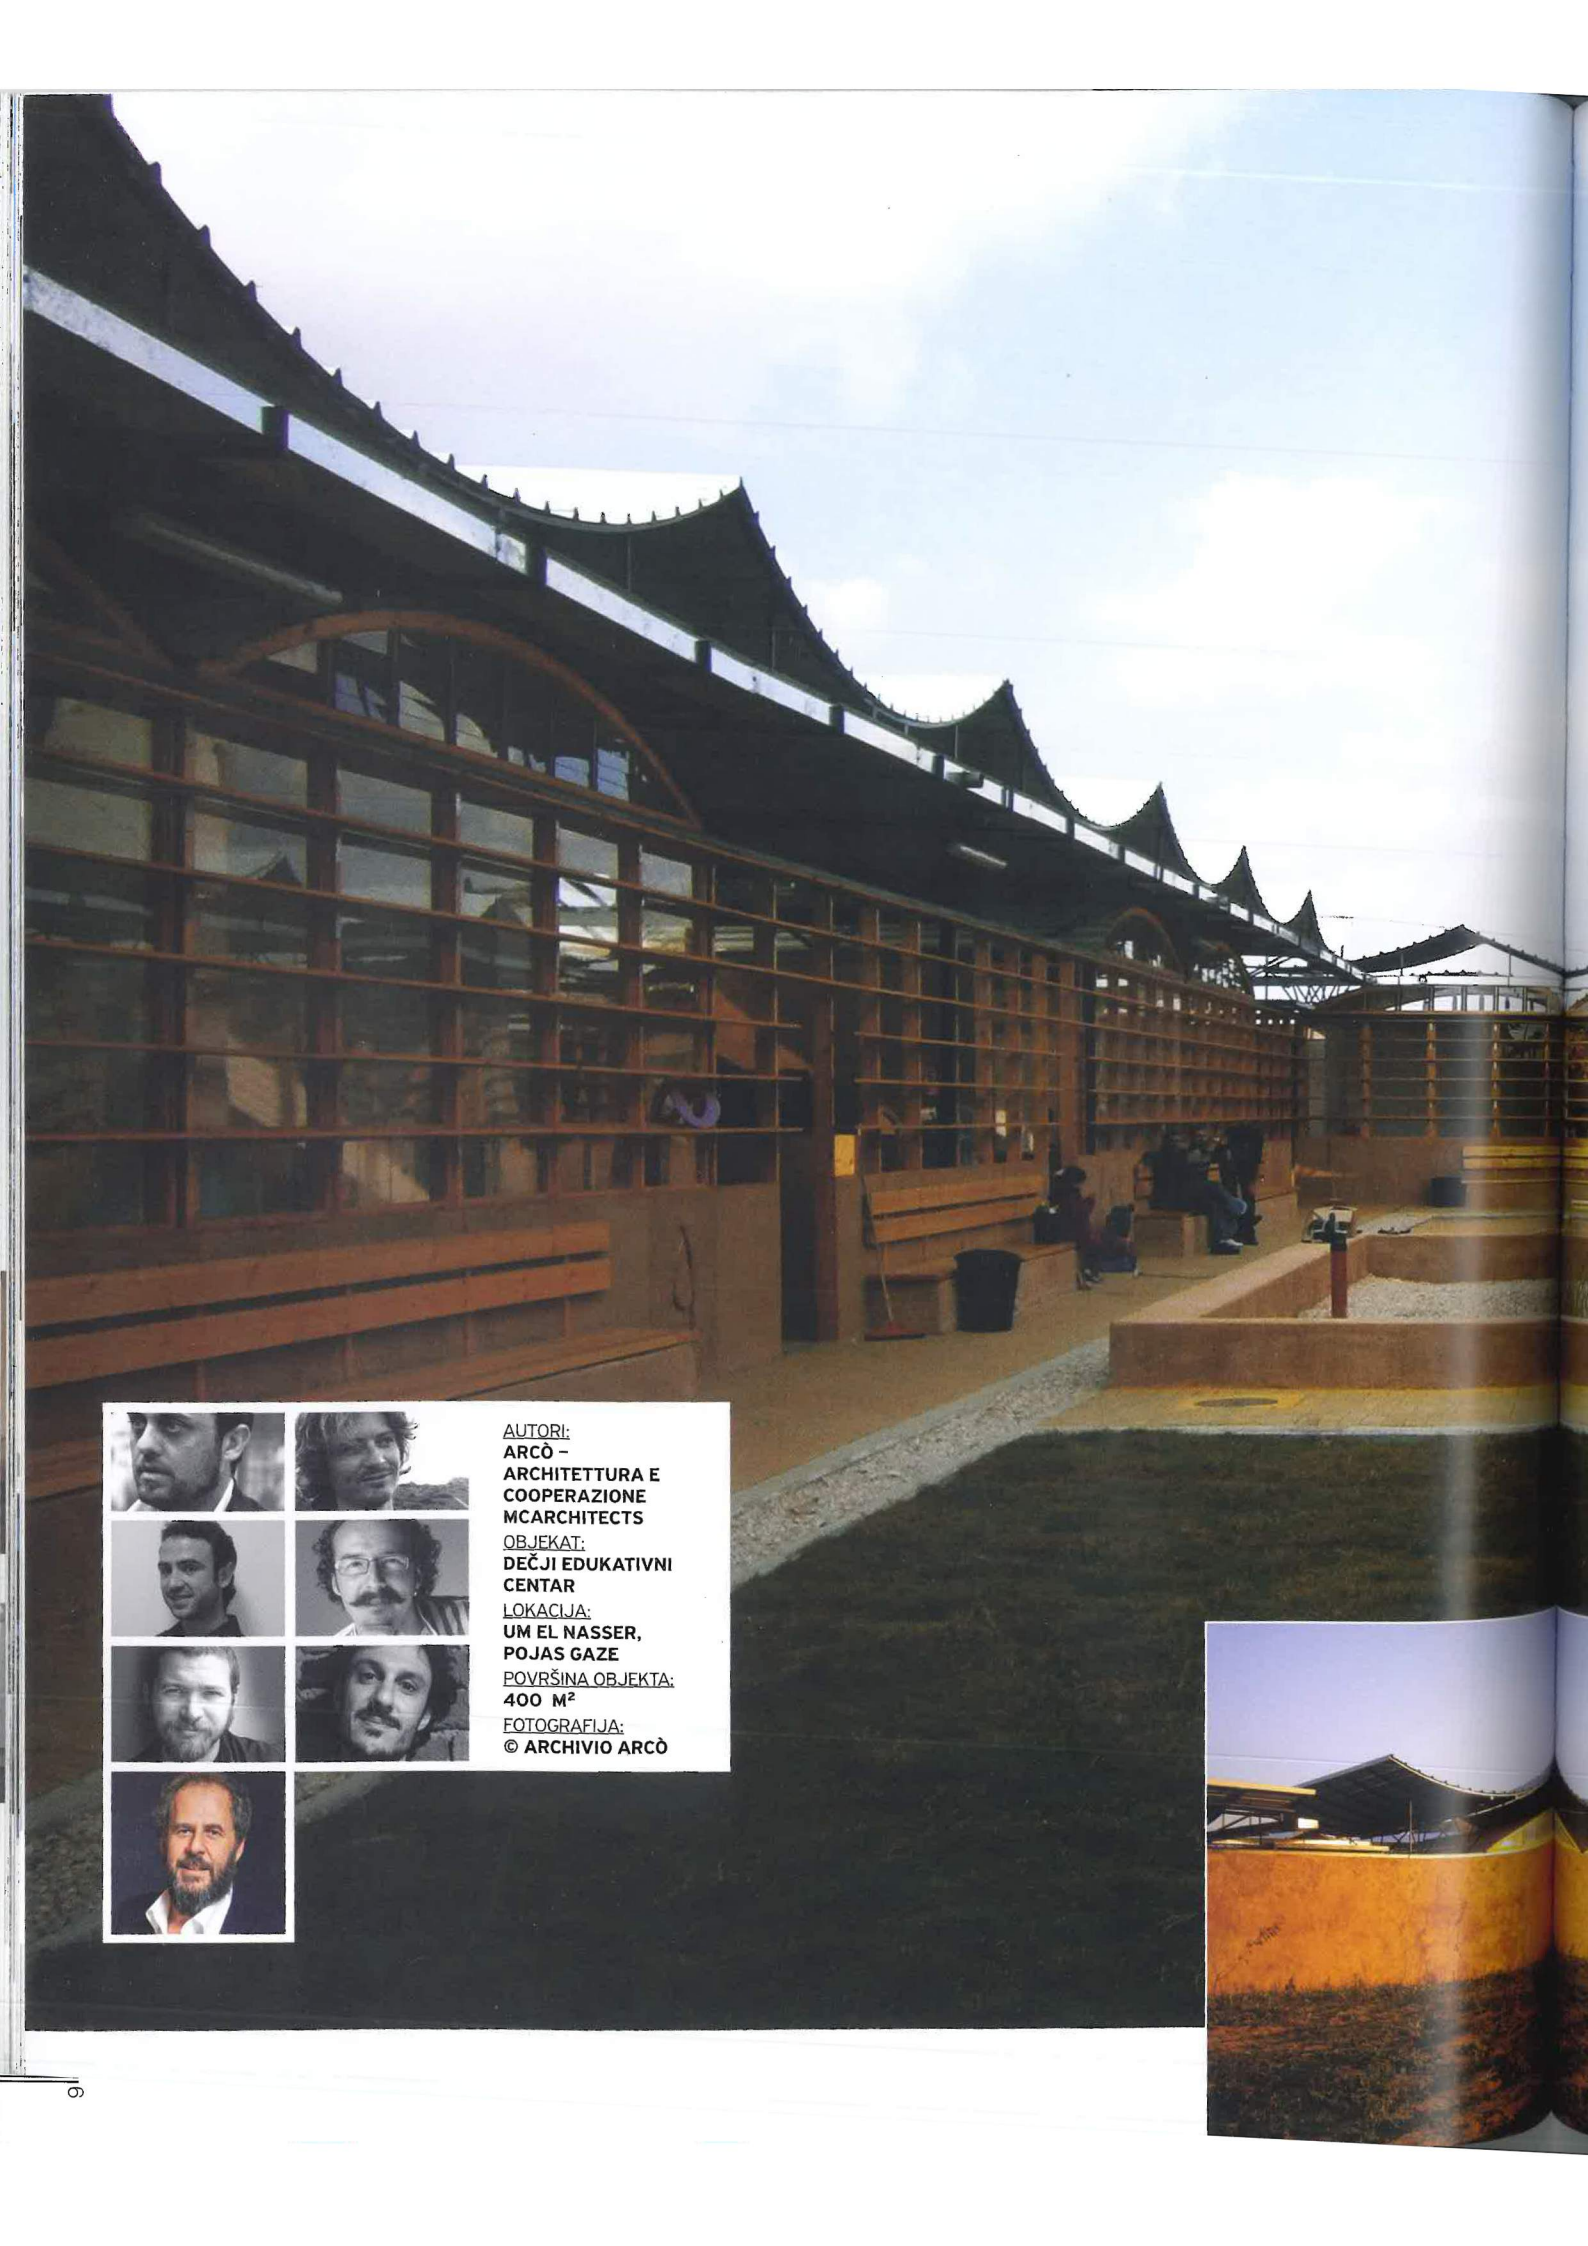 AUTORI:
ARCÒ –
ARCHITETTURA E
COOPERAZIONE
MCARCHITECTS
OBJEKAT:
DEČJI EDUKATIVNI
CENTAR
LOKACIJA:
UM EL NASSER,
POJAS GAZE
POVRŠINA OBJEKTA:
400 M²
FOTOGRAFIJA:
© ARCHIVIO ARCÒ